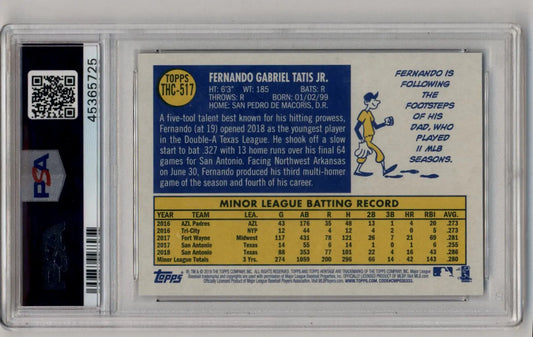 45365725
PSA
TOPPS
THC-517
FERNANDO GABRIEL TATIS JR.
HT: 6'3" WT: 185 BATS: R
THROWS: R BORN: 01/02/99
HOME: SAN PEDRO DE MACORIS, D.R.
A five-tool talent best known for his hitting prowess,
Fernando (at 19) opened 2018 as the youngest player
in the Double-A Texas League. He shook off a slow
start to bat .327 with 13 home runs over his final 64
games for San Antonio. Facing Northwest Arkansas
on June 30, Fernando produced his third multi-homer
game of the season and fourth of his career.
FERNANDO IS
FOLLOWING
THE
FOOTSTEPS
OF HIS
DAD, WHO
PLAYED
11 MLB
SEASONS.
MINOR LEAGUE BATTING RECORD
YEAR TEAM LEA. G AB R H 2B 3B HR RBI AVG.
2016 AZL Padres AZL 43 176 35 48 13 1 4 20 .273
2016 Tri-City NYP 12 44 4 12 4 2 0 5 .273
2017 Fort Wayne Midwest 117 431 78 121 26 7 21 69 .281
2017 San Antonio Texas 14 55 6 14 1 0 1 6 .255
2018 San Antonio Texas 88 353 77 101 22 4 16 43 .286
Minor League Totals 3 Yrs. 274 1059 200 296 66 14 42 143 .280
Topps